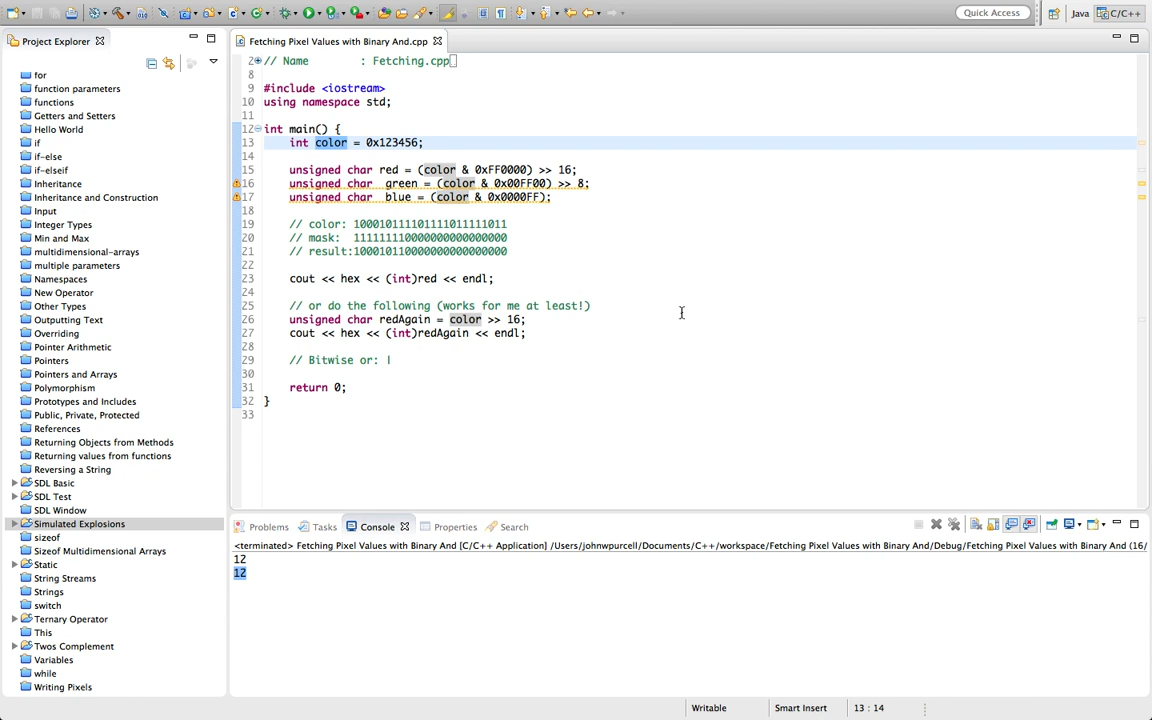 Quick Access
Java
C/C++
Project Explorer
for
function parameters
functions
Getters and Setters
Hello World
if
if-else
if-elseif
Inheritance
Inheritance and Construction
Input
Integer Types
Min and Max
multidimensional-arrays
multiple parameters
Namespaces
New Operator
Other Types
Outputting Text
Overriding
Pointer Arithmetic
Pointers
Pointers and Arrays
Polymorphism
Prototypes and Includes
Public, Private, Protected
References
Returning Objects from Methods
Returning values from functions
Reversing a String
SDL Basic
SDL Test
SDL Window
Simulated Explosions
sizeof
Sizeof Multidimensional Arrays
Static
String Streams
Strings
switch
Ternary Operator
This
Twos Complement
Variables
while
Writing Pixels
Fetching Pixel Values with Binary And.cpp
2 // Name : Fetching.cpp
8
9 #include <iostream>
10 using namespace std;
11
12 int main() {
13 int color = 0x123456;
14
15 unsigned char red = (color & 0xFF0000) >> 16;
16 unsigned char green = (color & 0x00FF00) >> 8;
17 unsigned char blue = (color & 0x0000FF);
18
19 // color: 100010111101111011111011
20 // mask: 111111110000000000000000
21 // result:100010110000000000000000
22
23 cout << hex << (int)red << endl;
24
25 // or do the following (works for me at least!)
26 unsigned char redAgain = color >> 16;
27 cout << hex << (int)redAgain << endl;
28
29 // Bitwise or: |
30
31 return 0;
32 }
33
Problems
Tasks
Console
Properties
Search
<terminated> Fetching Pixel Values with Binary And [C/C++ Application] /Users/johnwpurcell/Documents/C++/workspace/Fetching Pixel Values with Binary And/Debug/Fetching Pixel Values with Binary And (16/
12
12
Writable
Smart Insert
13 : 14